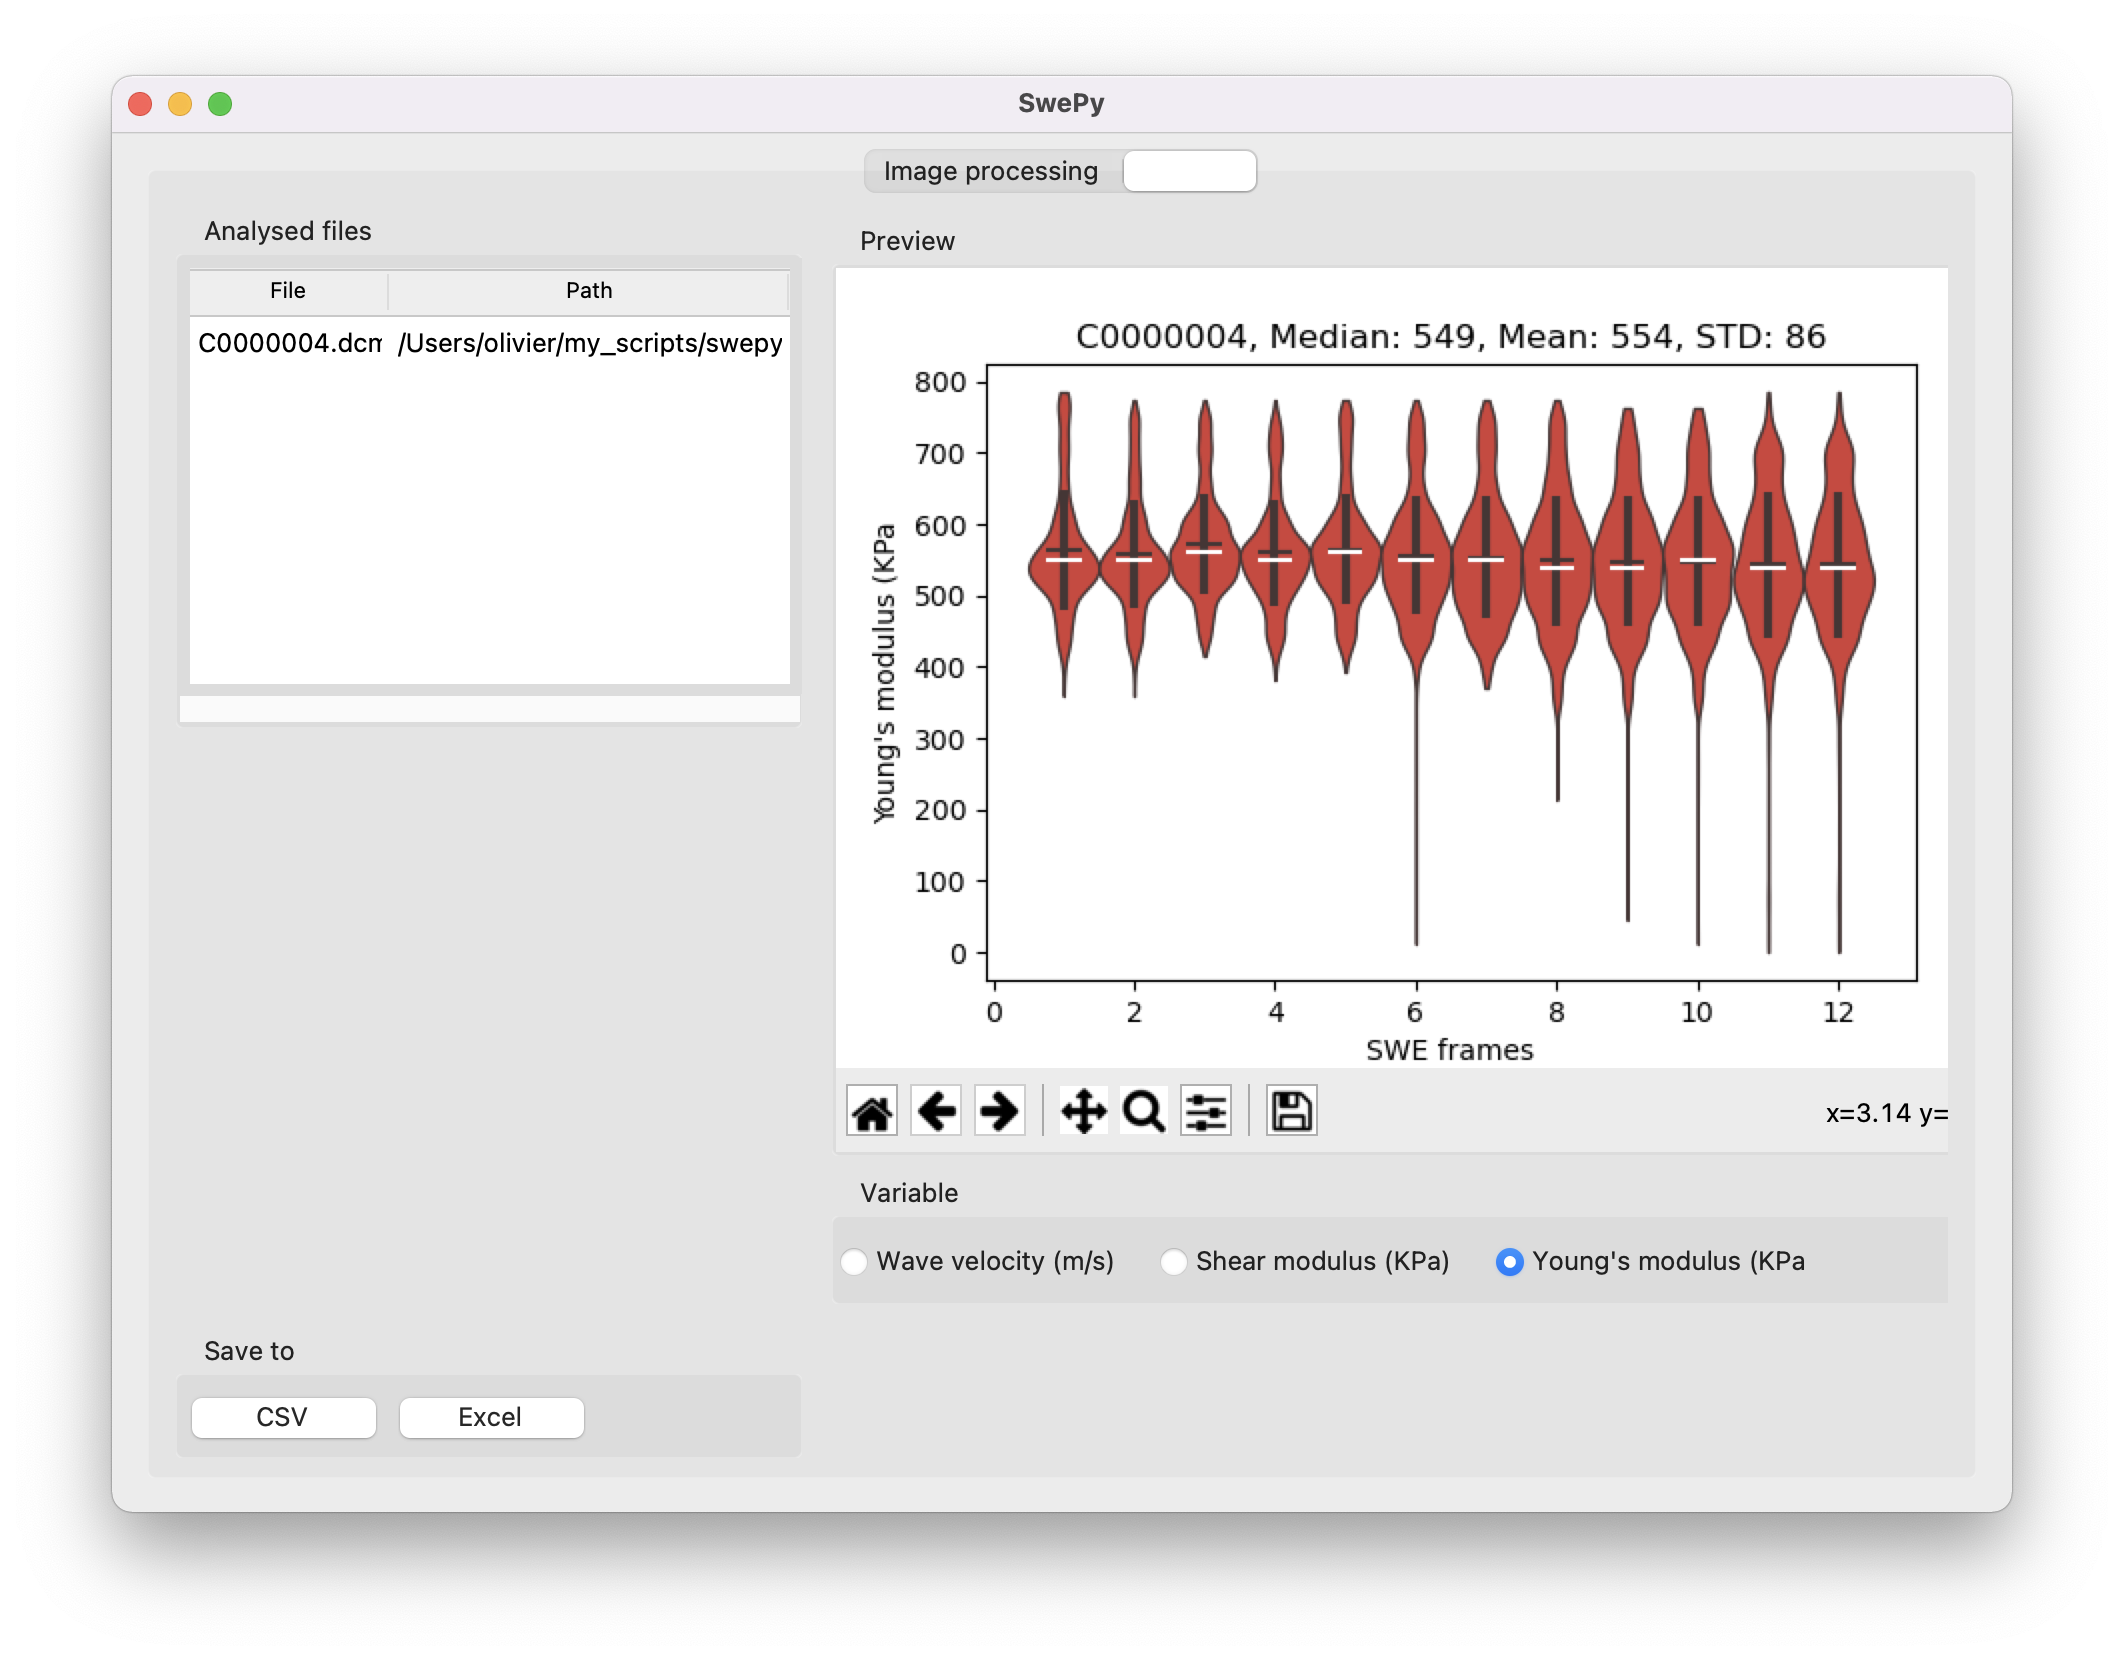 SwePy
Image processing
Analysed files
File Path
C0000004.dcm /Users/olivier/my_scripts/swepy
Preview
C0000004, Median: 549, Mean: 554, STD: 86
800
700
600
500
400
300
200
100
0
Young's modulus (KPa
0 2 4 6 8 10 12
SWE frames
x=3.14 y=
Variable
Wave velocity (m/s) Shear modulus (KPa) Young's modulus (KPa
Save to
CSV Excel